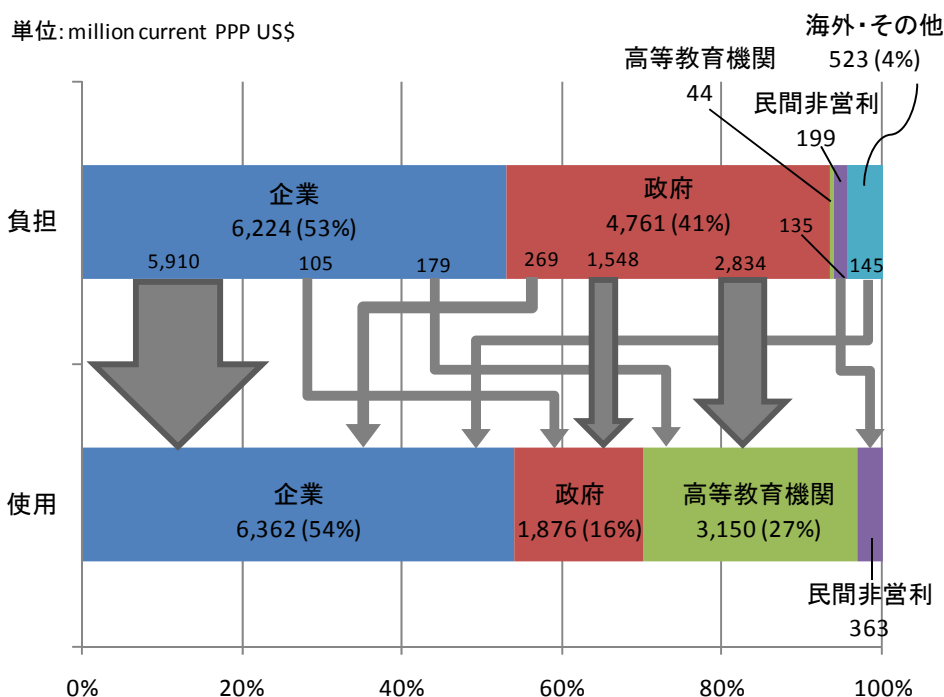 単位: million current PPP US$
海外・その他
523 (4%)
高等教育機関
44
民間非営利
199
負担
企業
6,224 (53%)
政府
4,761 (41%)
135
5,910
105
179
269
1,548
2,834
145
使用
企業
6,362 (54%)
政府
1,876 (16%)
高等教育機関
3,150 (27%)
民間非営利
363
0%
20%
40%
60%
80%
100%